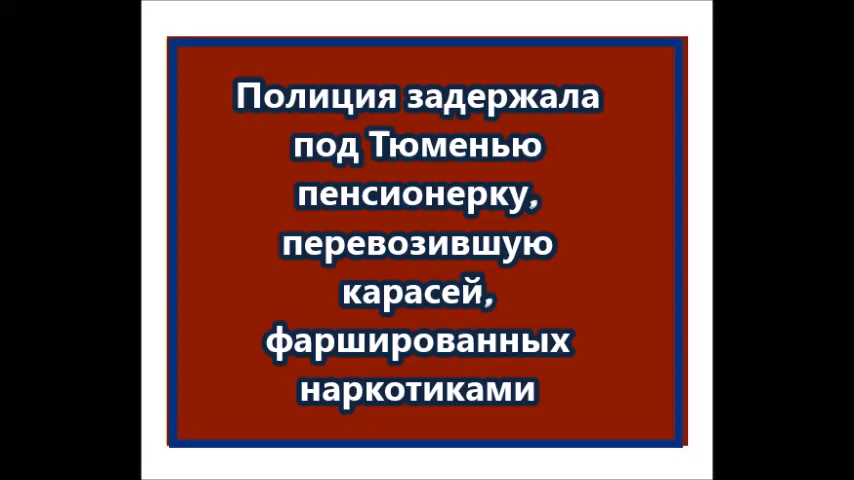 Полиция задержала
под Тюменью
пенсионерку,
перевозившую
карасей,
фаршированных
наркотиками